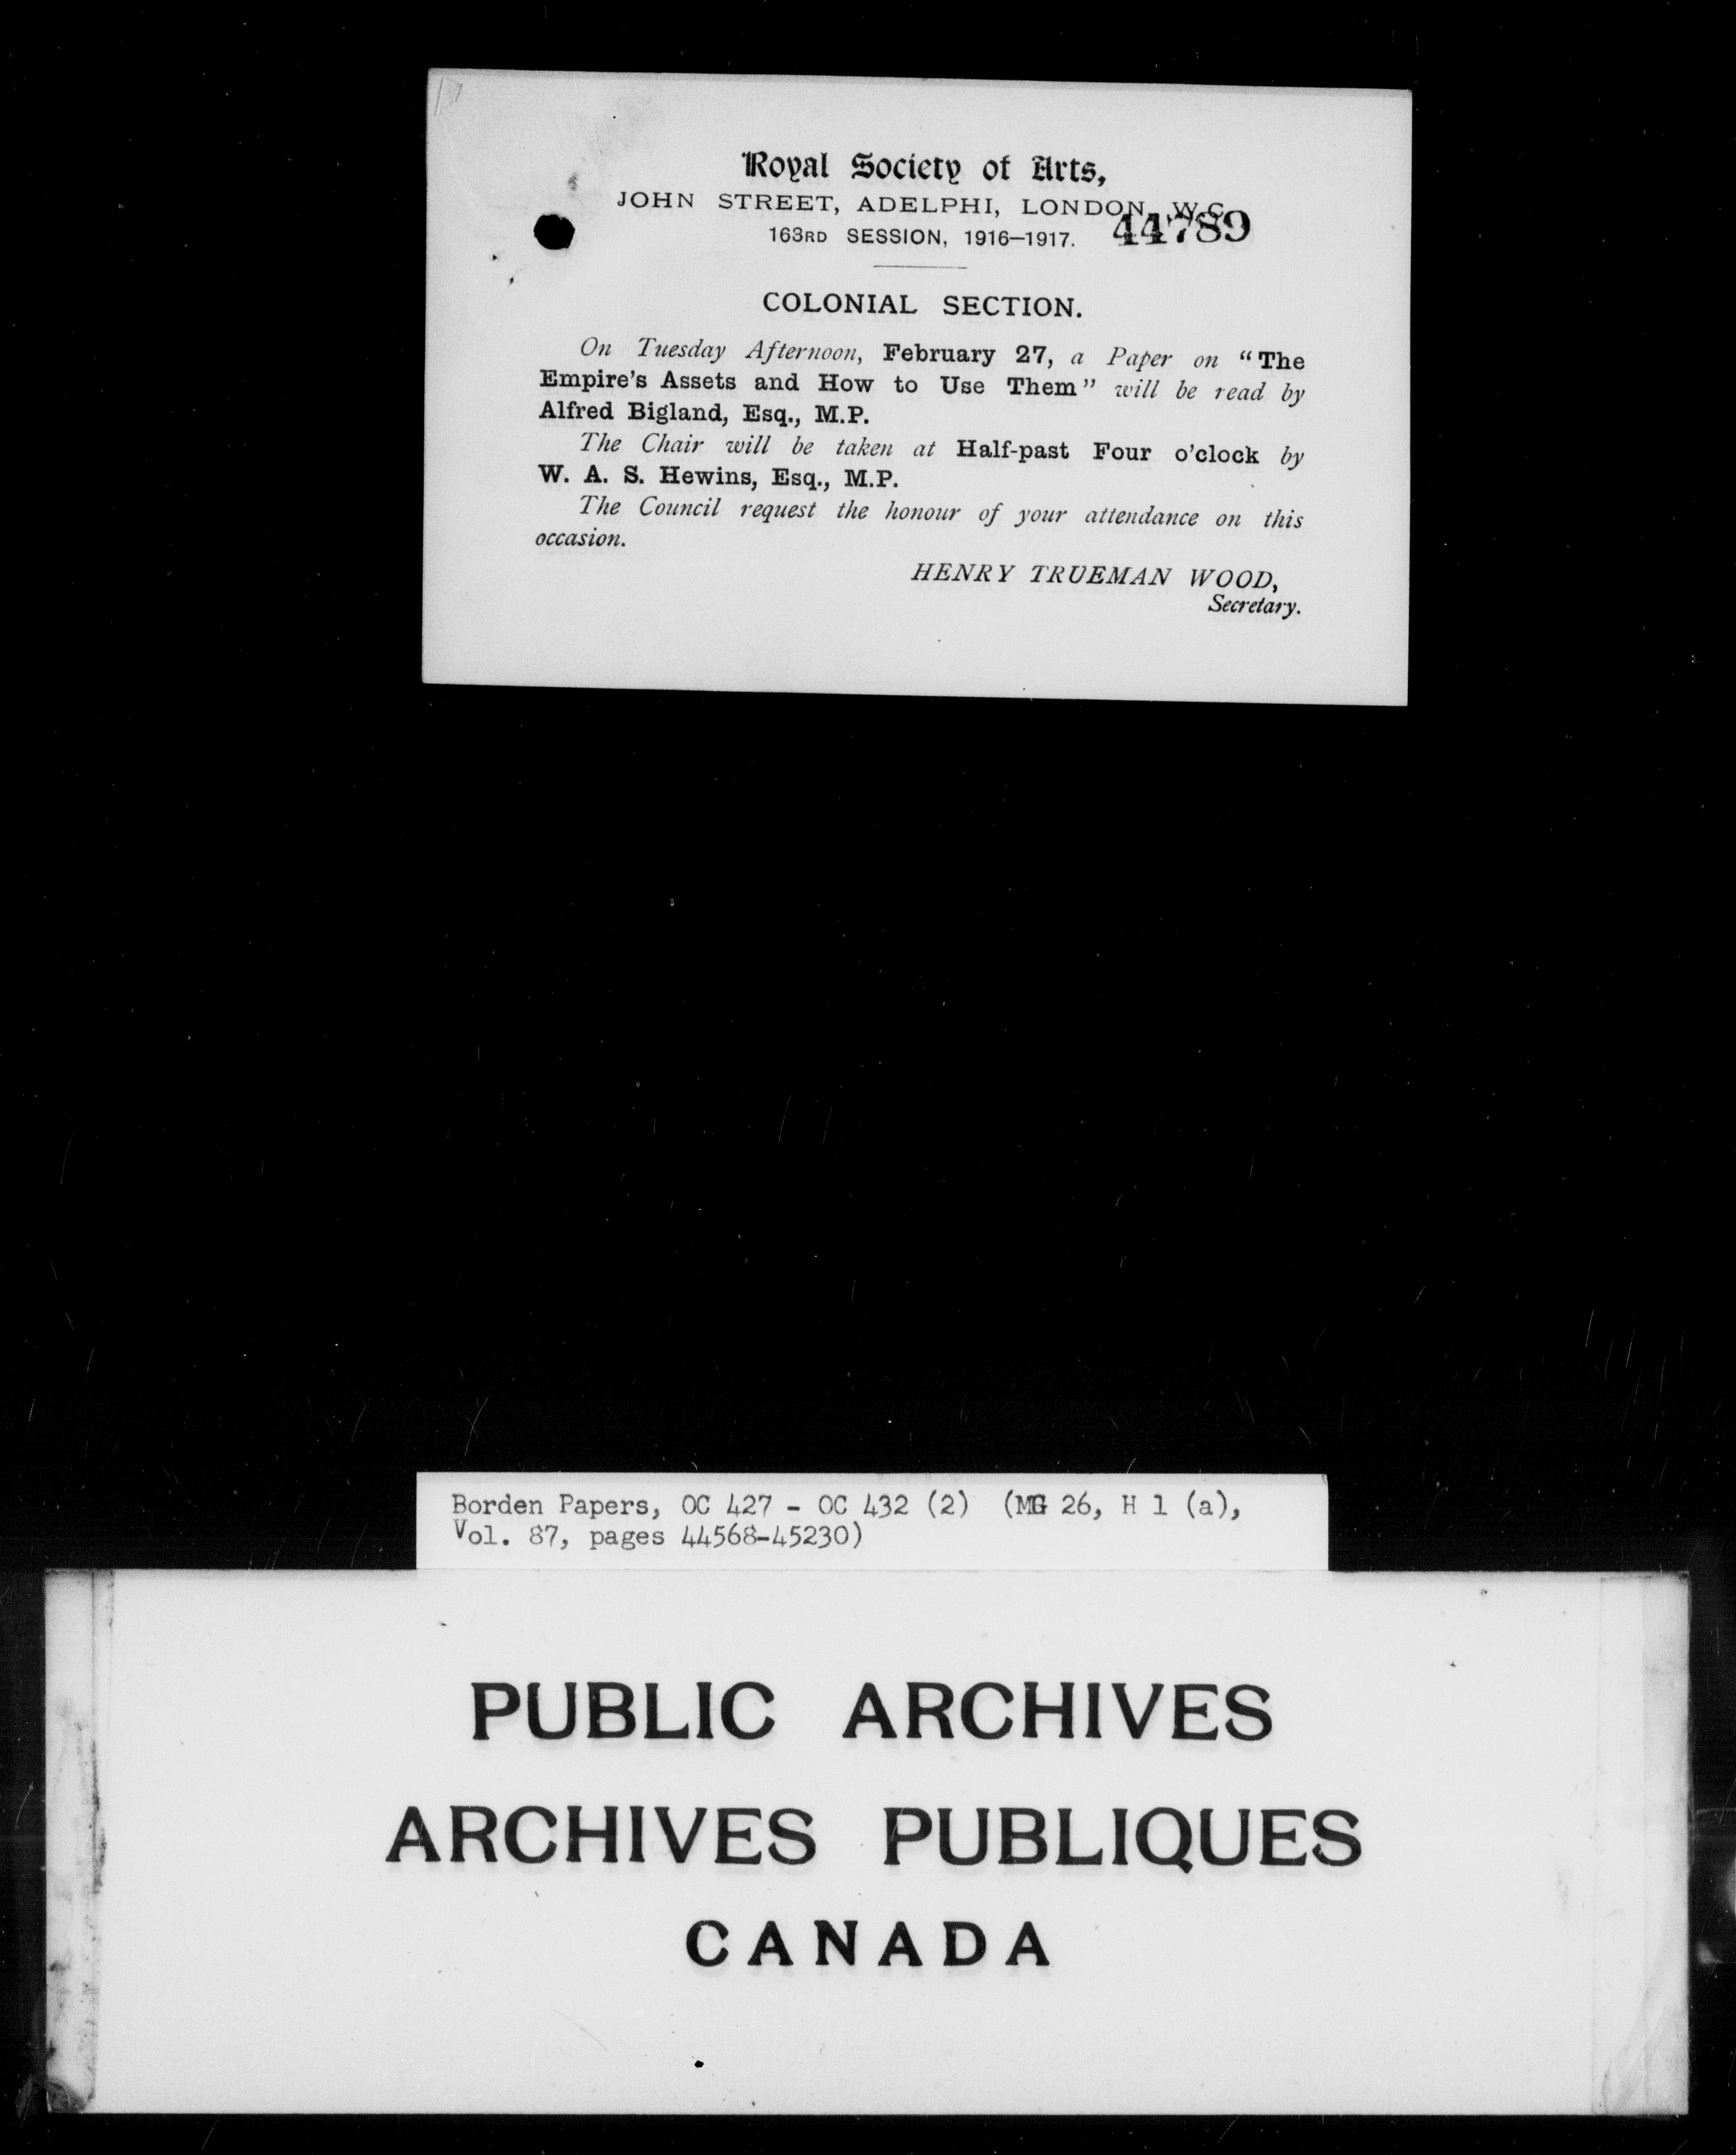 Royal Society of Arts,
JOHN STREET, ADELPHI, LONDON, W.C.
44789
163RD SESSION, 1916–1917.
COLONIAL SECTION.
On Tuesday Afternoon, February 27, a Paper on “The
Empire’s Assets and How to Use Them” will be read by
Alfred Bigland, Esq., M.P.
The Chair will be taken at Half-past Four o’clock by
W. A. S. Hewins, Esq., M.P.
The Council request the honour of your attendance on this
occasion.
HENRY TRUEMAN WOOD,
Secretary.
Borden Papers, OC 427 - OC 432 (2) (MG 26, H 1 (a),
Vol. 87, pages 44568-45230)
PUBLIC ARCHIVES
ARCHIVES PUBLIQUES
CANADA